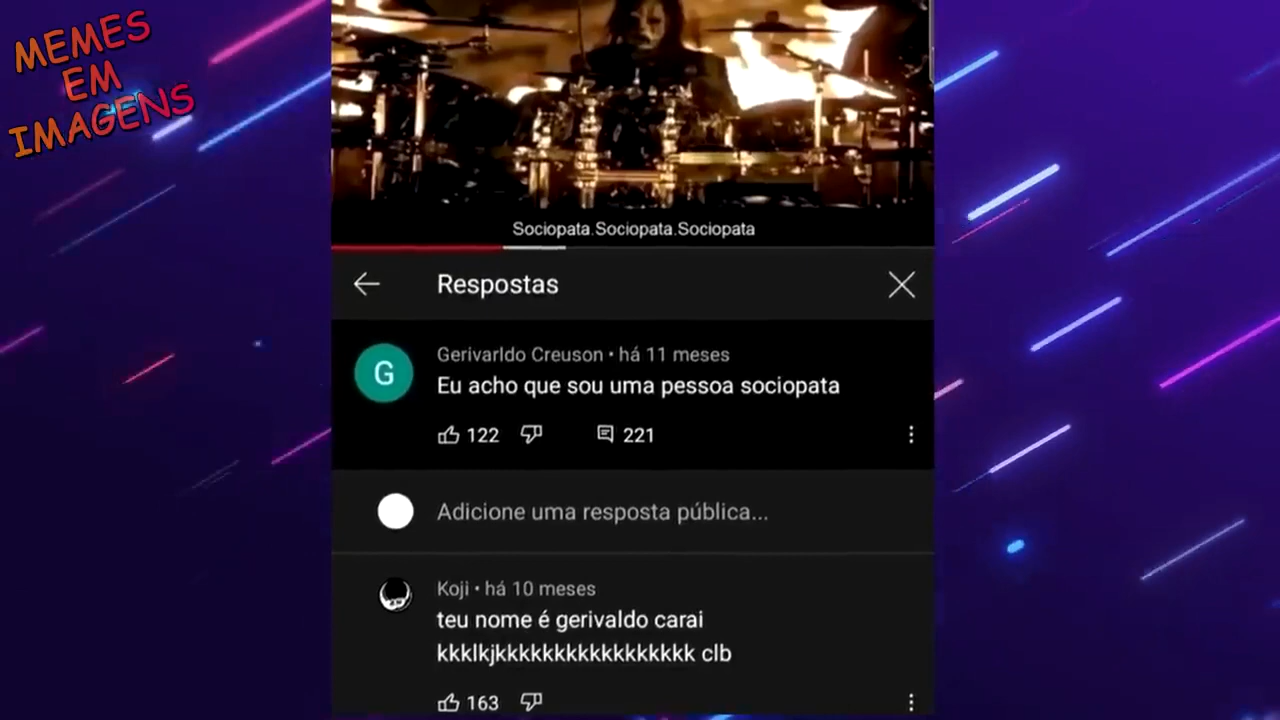 MEMES
EM
IMAGENS
Sociopata.Sociopata.Sociopata
Respostas
G
Gerivarldo Creuson • há 11 meses
Eu acho que sou uma pessoa sociopata
122 221
Adicione uma resposta pública...
Koji • há 10 meses
teu nome é gerivaldo carai
kkklkjkkkkkkkkkkkkkkkkk clb
163